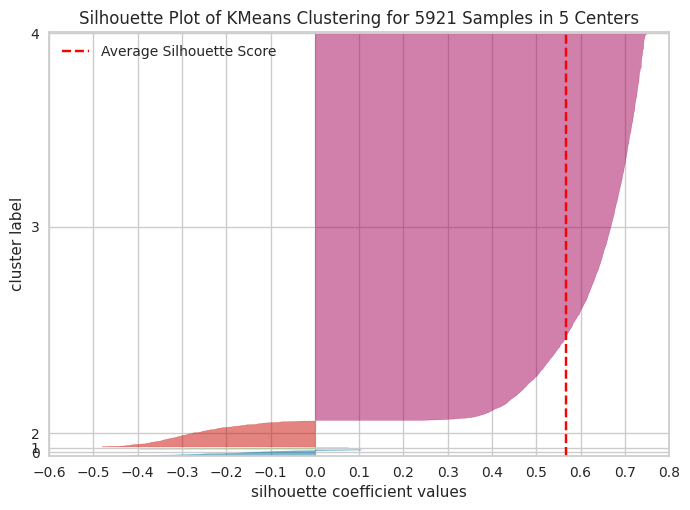 Silhouette Plot of KMeans Clustering for 5921 Samples in 5 Centers
4
Average Silhouette Score
3
cluster label
2
1
0
−0.6 −0.5 −0.4 −0.3 −0.2 −0.1 0.0 0.1 0.2 0.3 0.4 0.5 0.6 0.7 0.8
silhouette coefficient values